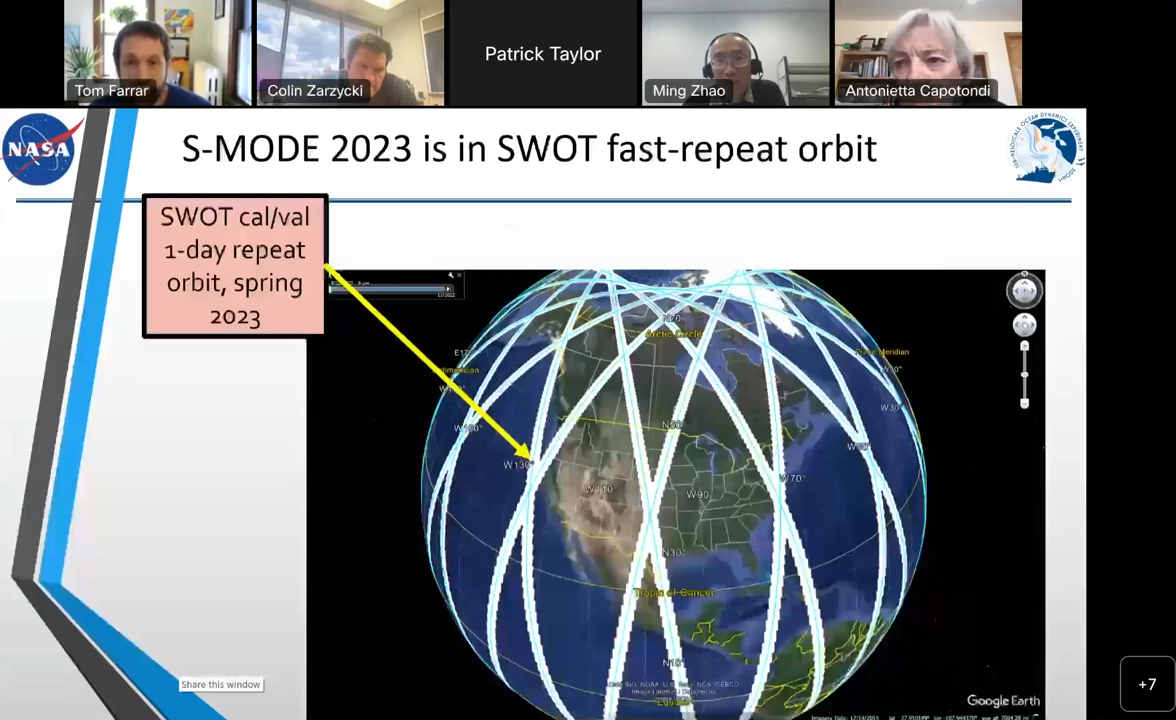 Tom Farrar
Colin Zarzycki
Patrick Taylor
Ming Zhao
Antonietta Capotondi
NASA
S-MODE 2023 is in SWOT fast-repeat orbit
SWOT cal/val
1-day repeat
orbit, spring
2023
N70°
Arctic Circle
Prime Meridian
W30°
N50°
W130°
W110°
W90°
W70°
N30°
Tropic of Cancer
N10°
Equator
Google Earth
Share this window
+7